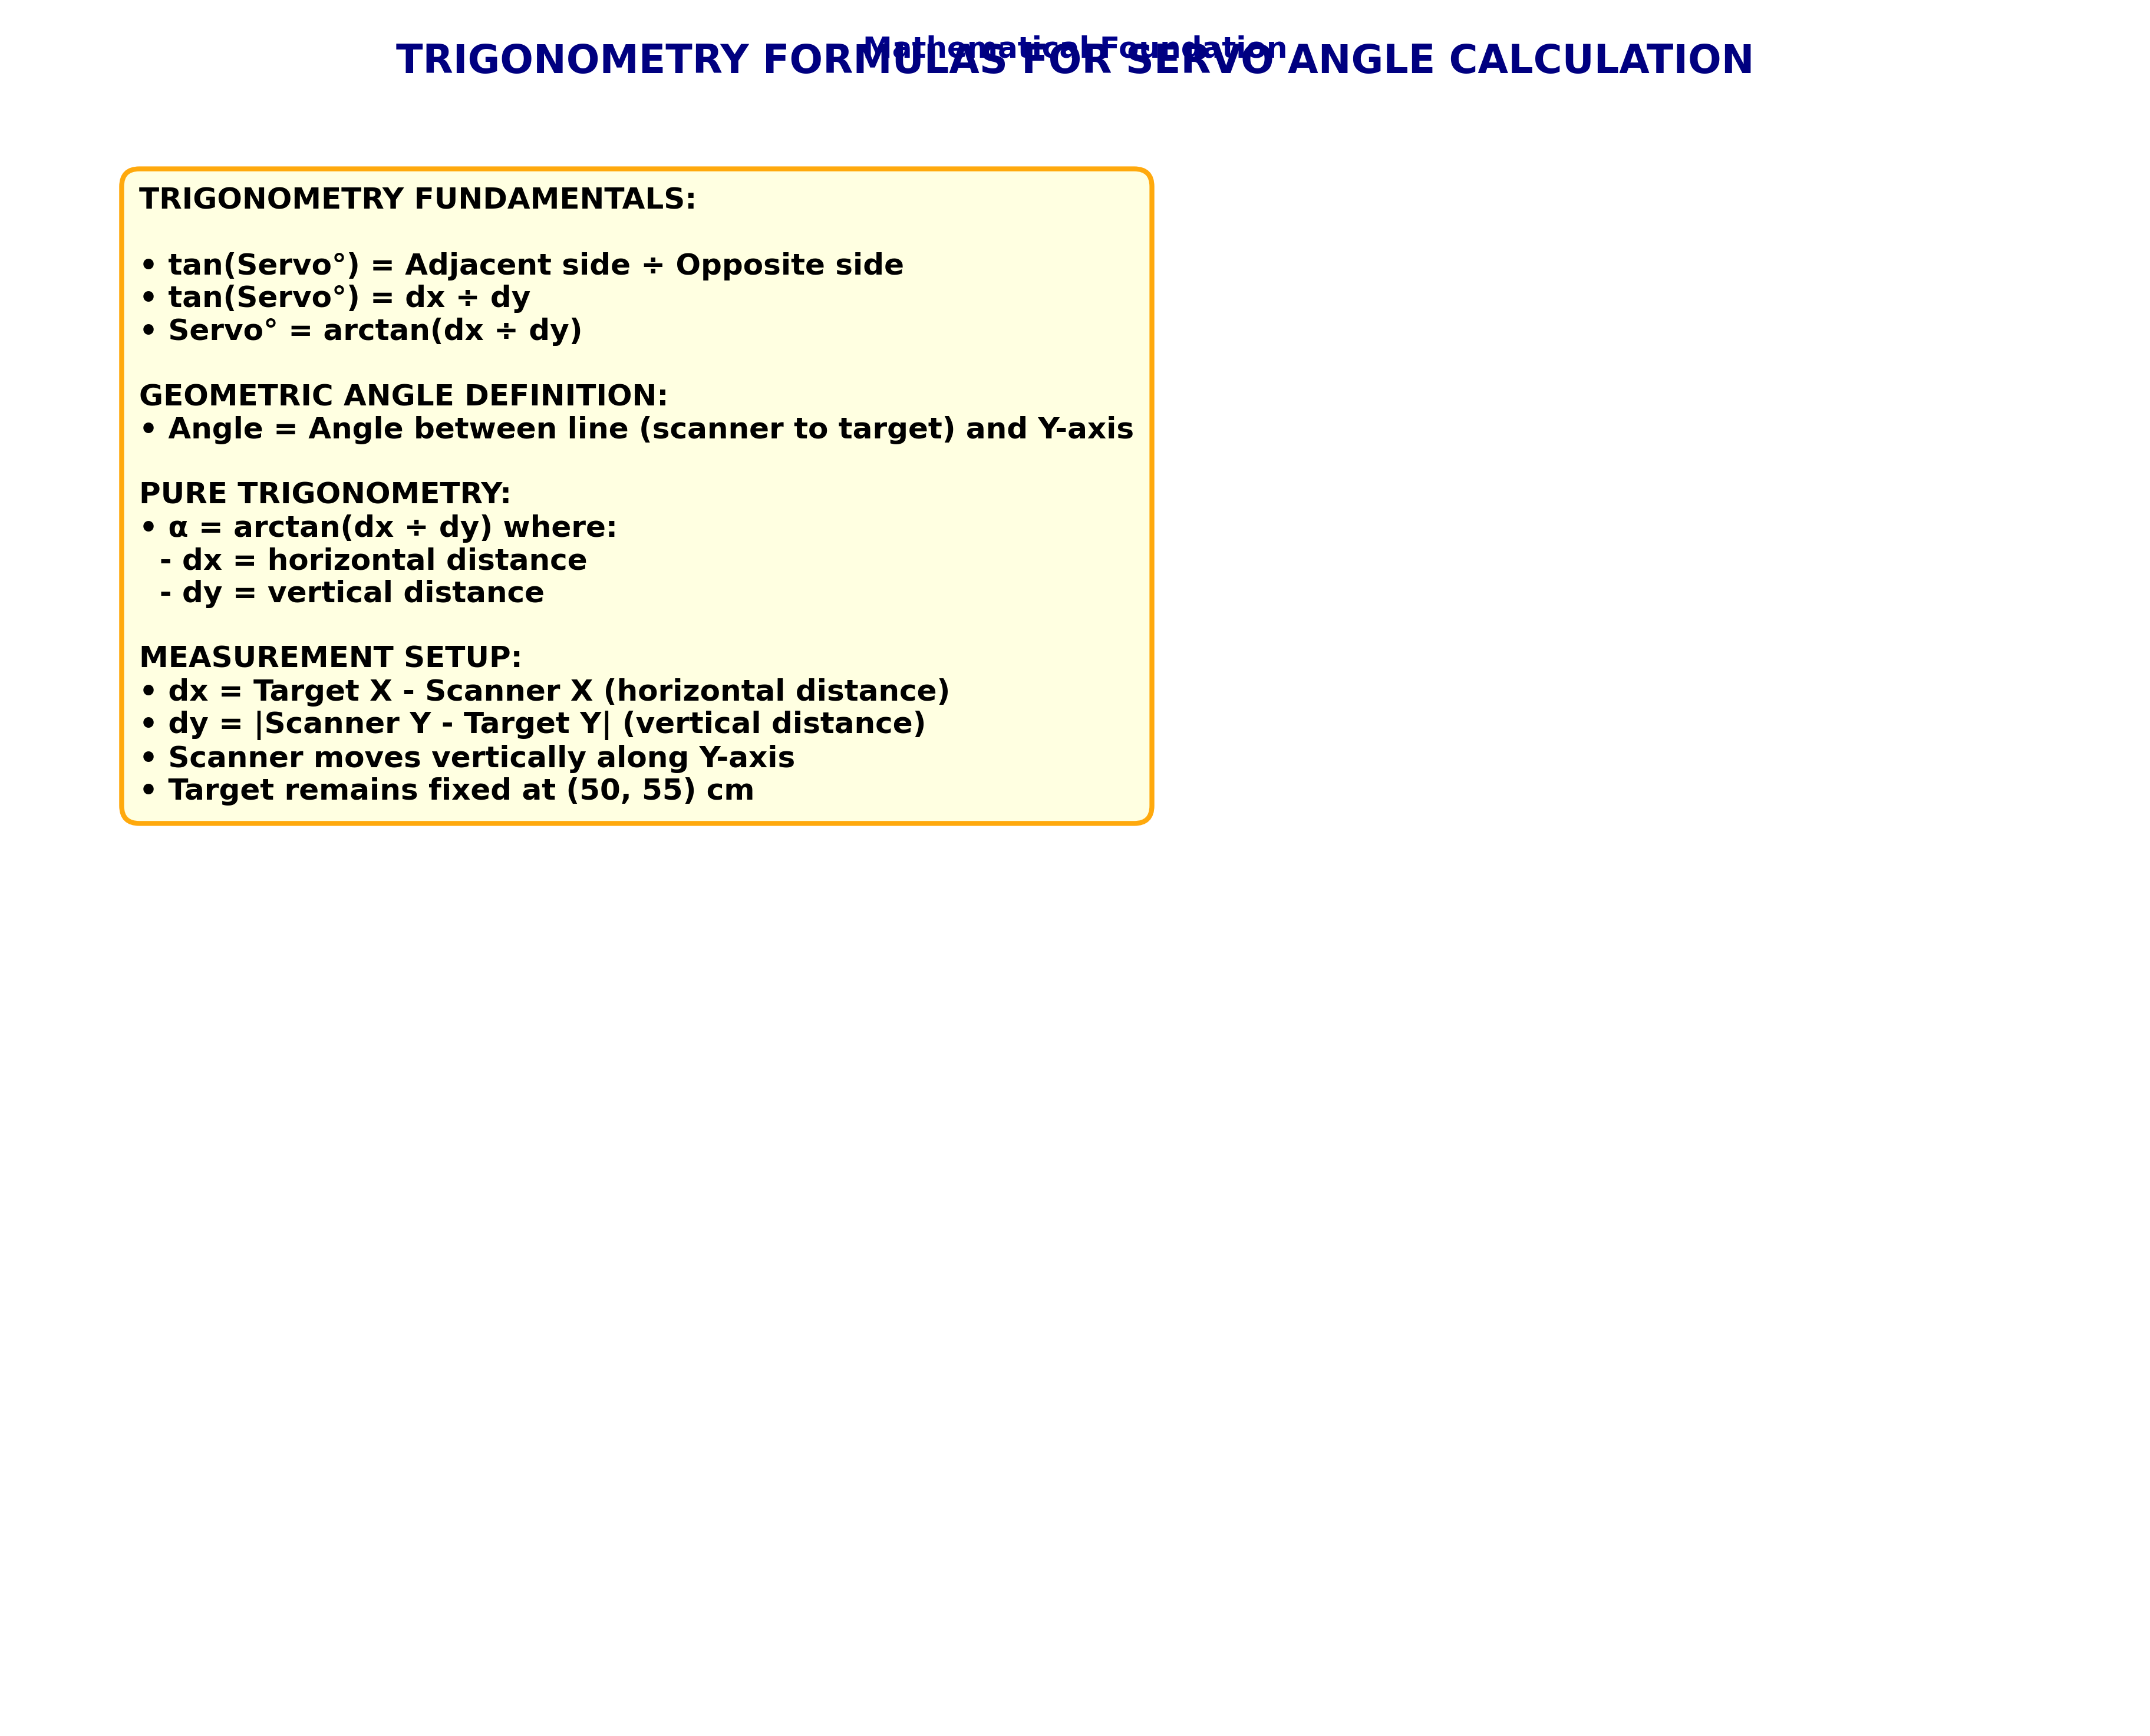 Mathematical Foundation
TRIGONOMETRY FORMULAS FOR SERVO ANGLE CALCULATION
TRIGONOMETRY FUNDAMENTALS:
• tan(Servo°) = Adjacent side ÷ Opposite side
• tan(Servo°) = dx ÷ dy
• Servo° = arctan(dx ÷ dy)
GEOMETRIC ANGLE DEFINITION:
• Angle = Angle between line (scanner to target) and Y-axis
PURE TRIGONOMETRY:
• α = arctan(dx ÷ dy) where:
- dx = horizontal distance
- dy = vertical distance
MEASUREMENT SETUP:
• dx = Target X - Scanner X (horizontal distance)
• dy = |Scanner Y - Target Y| (vertical distance)
• Scanner moves vertically along Y-axis
• Target remains fixed at (50, 55) cm